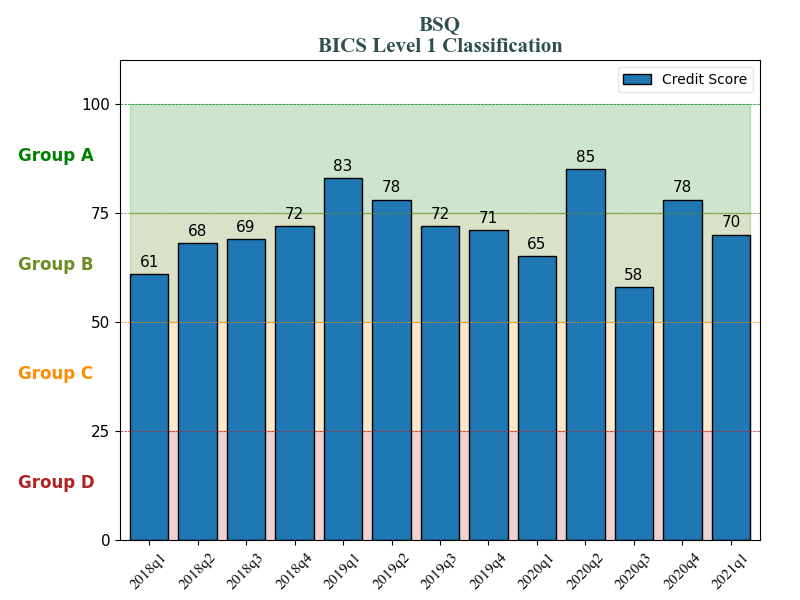 BSQ
BICS Level 1 Classification
Credit Score
100
Group A
75
Group B
50
Group C
25
Group D
0
61
68
69
72
83
78
72
71
65
85
58
78
70
2018q1
2018q2
2018q3
2018q4
2019q1
2019q2
2019q3
2019q4
2020q1
2020q2
2020q3
2020q4
2021q1